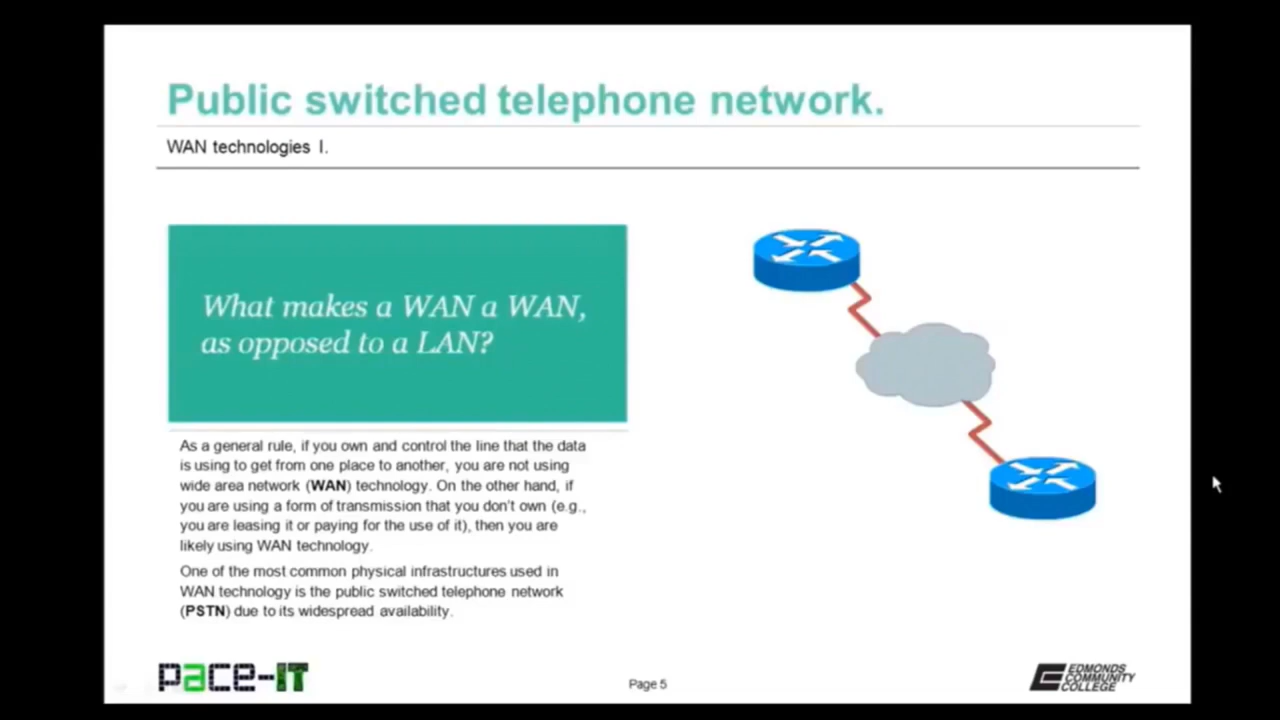 Public switched telephone network.
WAN technologies I.
What makes a WAN a WAN,
as opposed to a LAN?
As a general rule, if you own and control the line that the data
is using to get from one place to another, you are not using
wide area network (WAN) technology. On the other hand, if
you are using a form of transmission that you don't own (e.g.,
you are leasing it or paying for the use of it), then you are
likely using WAN technology.
One of the most common physical infrastructures used in
WAN technology is the public switched telephone network
(PSTN) due to its widespread availability.
pace-IT
Page 5
EDMONDS
COMMUNITY
COLLEGE